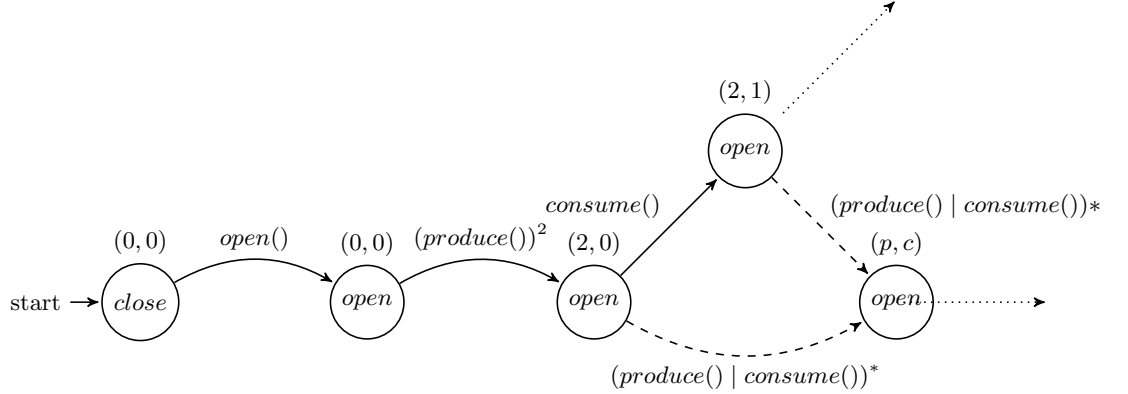 (2, 1)
open
consume()
(produce() | consume())∗
(0, 0)
open()
(0, 0)
(produce())²
(2, 0)
(p, c)
start
close
open
open
open
(produce() | consume())*